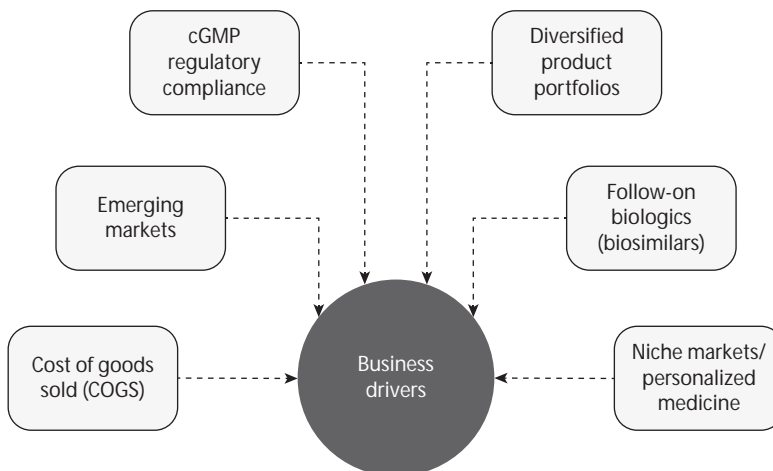 cGMP
regulatory
compliance
Diversified
product
portfolios
Emerging
markets
Follow-on
biologics
(biosimilars)
Cost of goods
sold (COGS)
Business
drivers
Niche markets/
personalized
medicine